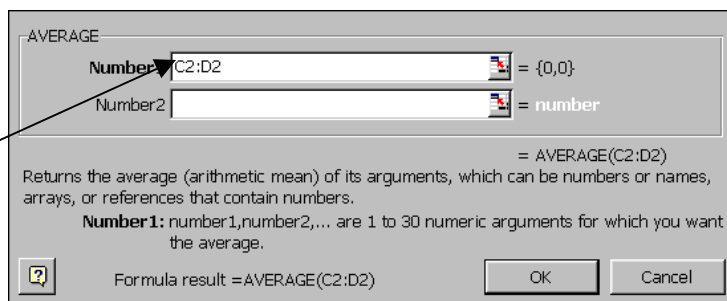 AVERAGE
Number C2:D2 = {0,0}
Number2 = number
= AVERAGE(C2:D2)
Returns the average (arithmetic mean) of its arguments, which can be numbers or names,
arrays, or references that contain numbers.
Number1: number1,number2,... are 1 to 30 numeric arguments for which you want
the average.
? Formula result =AVERAGE(C2:D2) OK Cancel